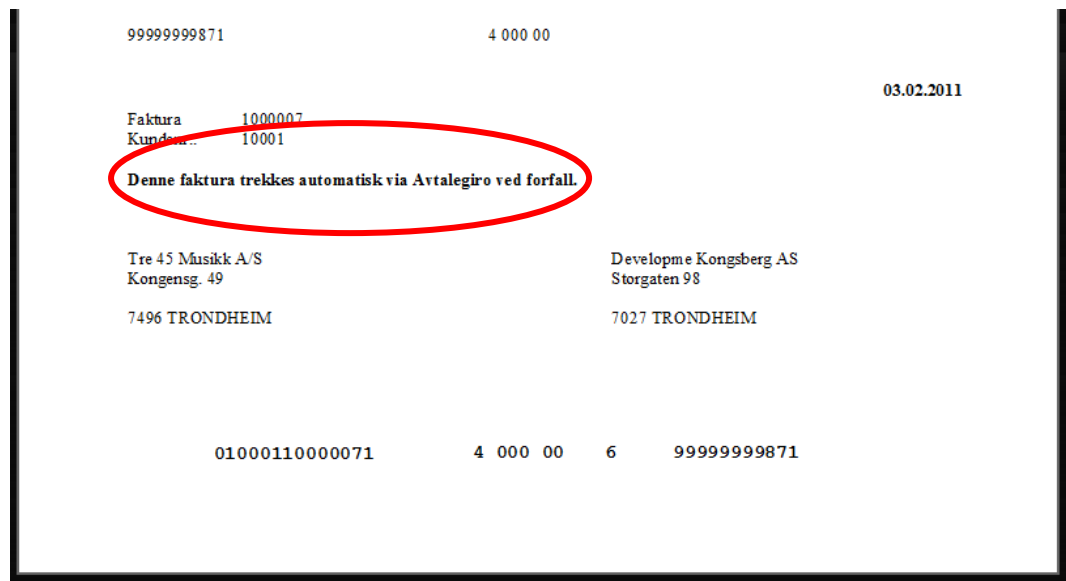 99999999871 4 000 00
03.02.2011
Faktura 1000007
Kundenr.: 10001
Denne faktura trekkes automatisk via Avtalegiro ved forfall.
Tre 45 Musikk A/S Developme Kongsberg AS
Kongensg. 49 Storgaten 98
7496 TRONDHEIM 7027 TRONDHEIM
01000110000071 4 000 00 6 99999999871